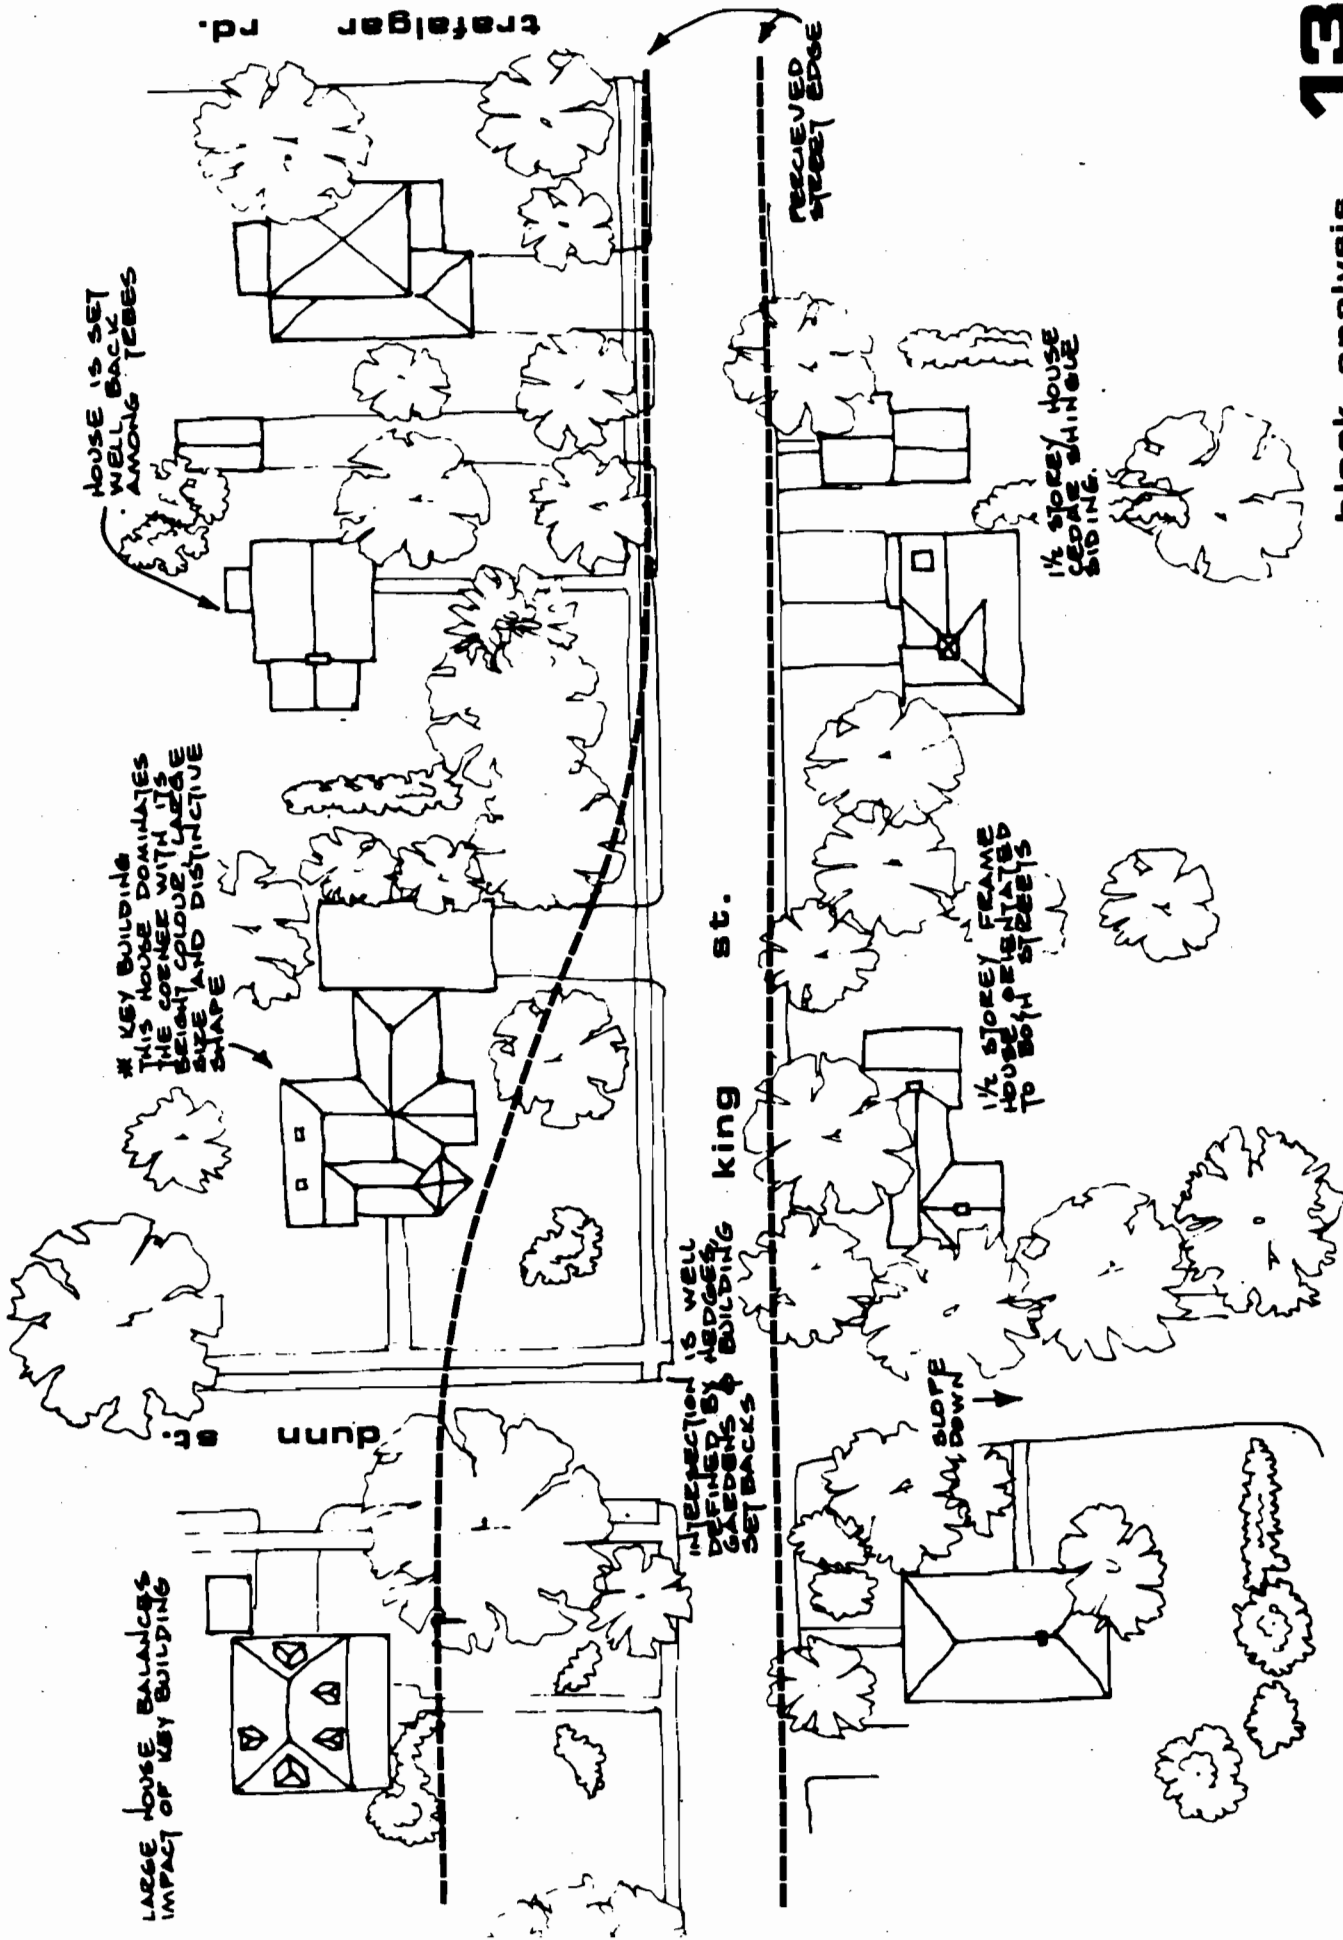 LARGE HOUSE BALANCES
IMPACT OF KEY BUILDING
* KEY BUILDING
THIS HOUSE DOMINATES
THE CORNER WITH ITS
BRIGHT COLOUR, LARGE
SIZE AND DISTINCTIVE
SHAPE
HOUSE IS SET
WELL BACK
AMONG TREES
trafalgar rd.
dunn st
INTERSECTION IS WELL
DEFINED BY HEDGES,
GARDENS & BUILDING
SETBACKS
king st.
PERCIEVED
STREET EDGE
SLOPE
DOWN
1½ STOREY FRAME
HOUSE ORIENTATED
TO BOTH STREETS
1½ STOREY HOUSE
CEDAR SHINGLE
SIDING.
block analysis
13